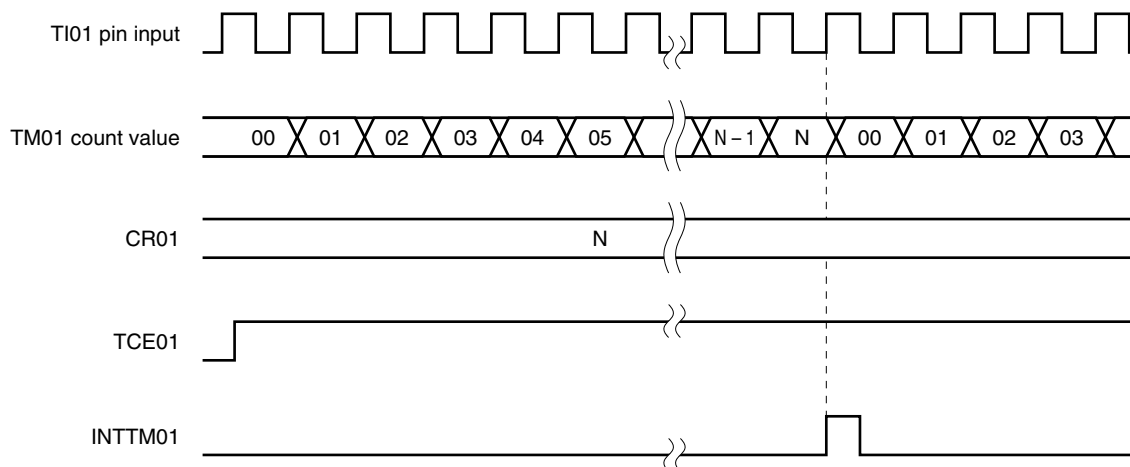 TI01 pin input
TM01 count value 00 01 02 03 04 05 N – 1 N 00 01 02 03
CR01 N
TCE01
INTTM01